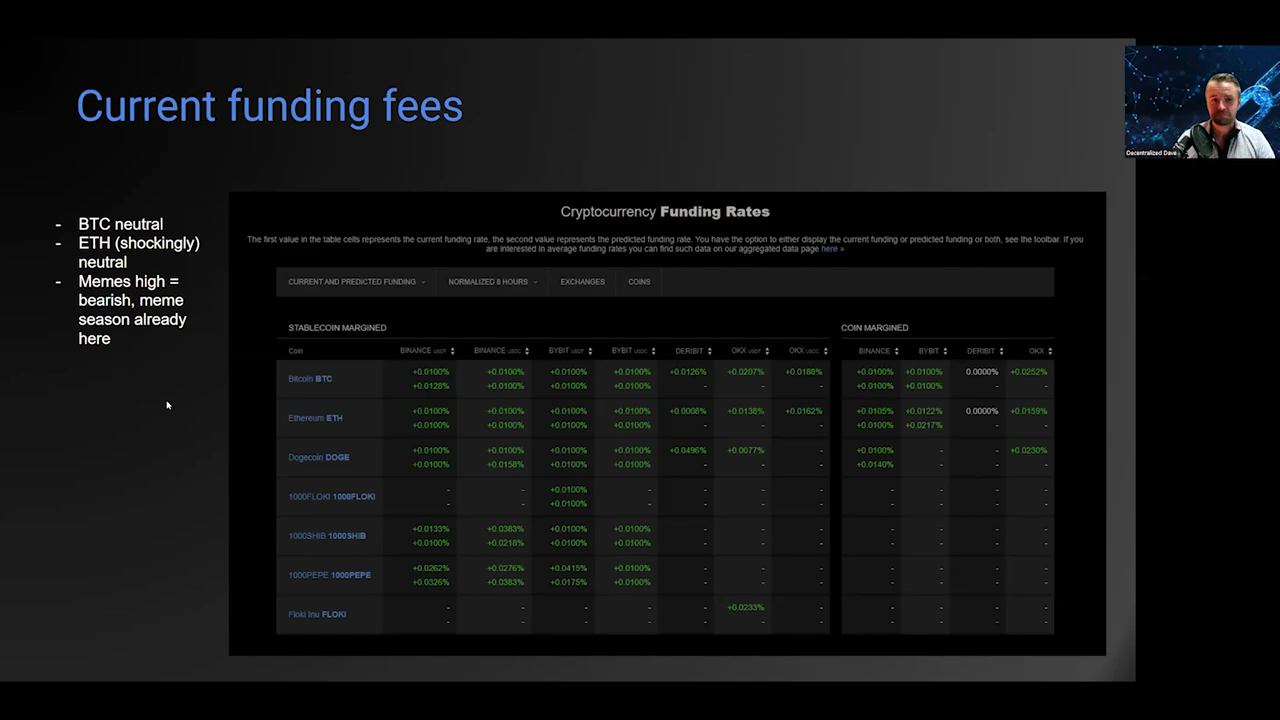 Current funding fees
Decentralized Dave
- BTC neutral
- ETH (shockingly)
neutral
- Memes high =
bearish, meme
season already
here
Cryptocurrency Funding Rates
The first value in the table cells represents the current funding rate, the second value represents the predicted funding rate. You have the option to either display the current funding or predicted funding or both, see the toolbar. If you
are interested in average funding rates you can find such data on our aggregated data page here »
CURRENT AND PREDICTED FUNDING NORMALIZED 8 HOURS EXCHANGES COINS
STABLECOIN MARGINED
Coin BINANCE USDT BINANCE USDC BYBIT USDT BYBIT USDC DERIBIT OKX USDT OKX USDC
Bitcoin BTC +0.0100% +0.0100% +0.0100% +0.0100% +0.0126% +0.0207% +0.0188%
+0.0128% +0.0100% +0.0100% +0.0100% - - -
Ethereum ETH +0.0100% +0.0100% +0.0100% +0.0100% +0.0008% +0.0138% +0.0162%
+0.0100% +0.0100% +0.0100% +0.0100% - - -
Dogecoin DOGE +0.0100% +0.0100% +0.0100% +0.0100% +0.0496% +0.0077% -
+0.0100% +0.0158% +0.0100% +0.0100% - - -
1000FLOKI 1000FLOKI - - +0.0100% - - - -
- - +0.0100% - - - -
1000SHIB 1000SHIB +0.0133% +0.0383% +0.0100% +0.0100% - - -
+0.0100% +0.0218% +0.0100% +0.0100% - - -
1000PEPE 1000PEPE +0.0262% +0.0276% +0.0415% +0.0100% - - -
+0.0326% +0.0383% +0.0175% +0.0100% - - -
Floki Inu FLOKI - - - - - +0.0233% -
- - - - - - -
COIN MARGINED
BINANCE BYBIT DERIBIT OKX
+0.0100% +0.0100% 0.0000% +0.0252%
+0.0100% +0.0100% - -
+0.0105% +0.0122% 0.0000% +0.0159%
+0.0100% +0.0217% - -
+0.0100% - - +0.0230%
+0.0140% - - -
- - - -
- - - -
- - - -
- - - -
- - - -
- - - -
- - - -
- - - -